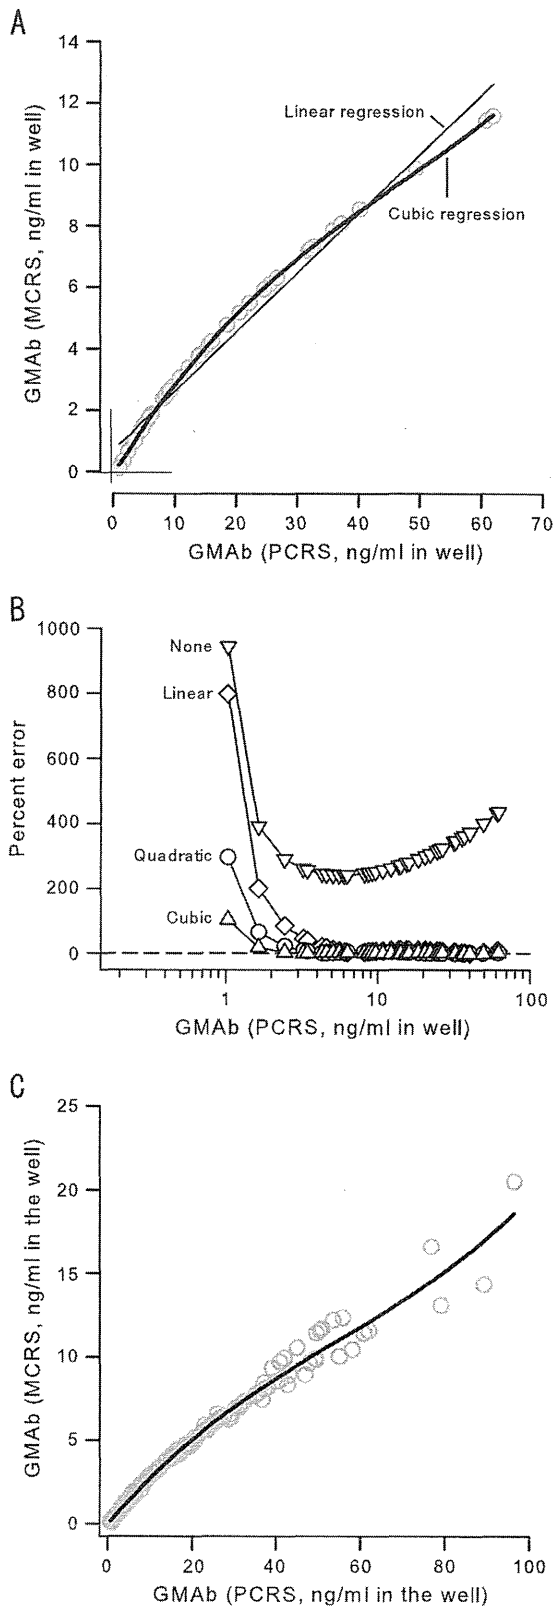 A
14
12
10
8
6
4
2
0
GMAb (MCRS, ng/ml in well)
Linear regression
Cubic regression
0 10 20 30 40 50 60 70
GMAb (PCRS, ng/ml in well)
B
1000
800
600
400
200
0
Percent error
None
Linear
Quadratic
Cubic
1 10 100
GMAb (PCRS, ng/ml in well)
C
25
20
15
10
5
0
GMAb (MCRS, ng/ml in the well)
0 20 40 60 80 100
GMAb (PCRS, ng/ml in the well)